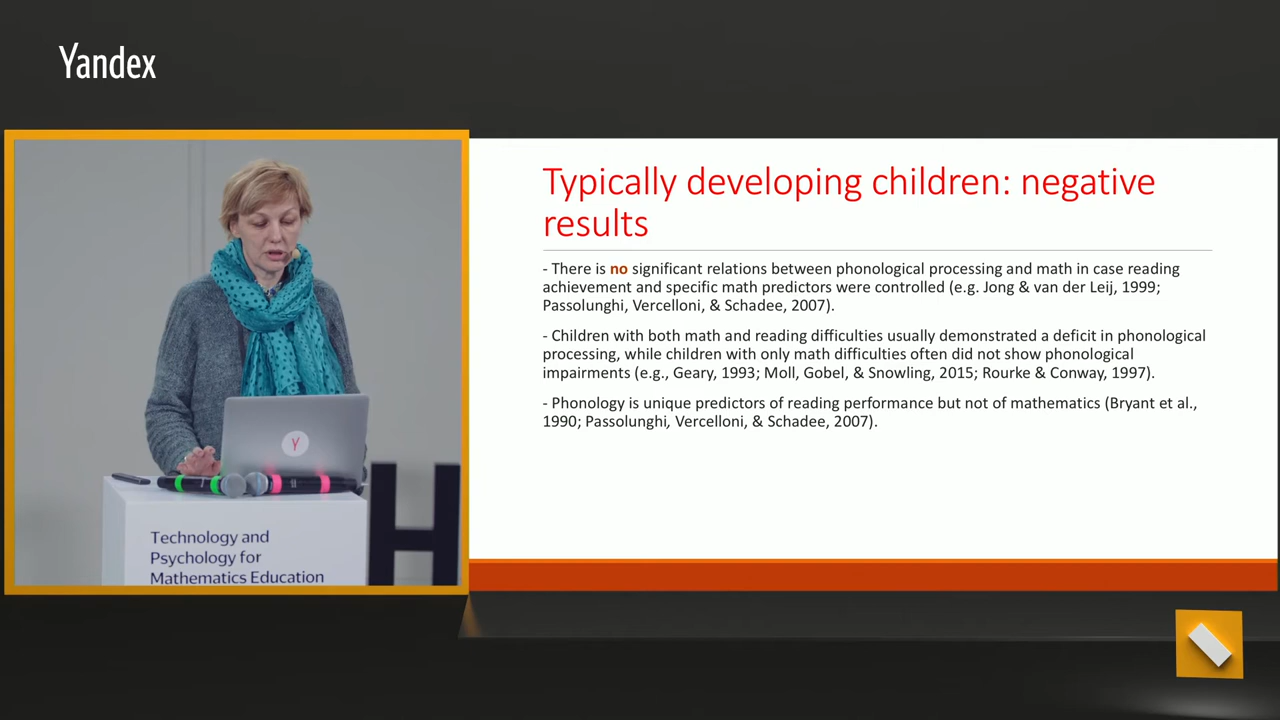 Yandex
Typically developing children: negative
results
- There is no significant relations between phonological processing and math in case reading
achievement and specific math predictors were controlled (e.g. Jong & van der Leij, 1999;
Passolunghi, Vercelloni, & Schadee, 2007).
- Children with both math and reading difficulties usually demonstrated a deficit in phonological
processing, while children with only math difficulties often did not show phonological
impairments (e.g., Geary, 1993; Moll, Gobel, & Snowling, 2015; Rourke & Conway, 1997).
- Phonology is unique predictors of reading performance but not of mathematics (Bryant et al.,
1990; Passolunghi, Vercelloni, & Schadee, 2007).
Y
H
Technology and
Psychology for
Mathematics Education